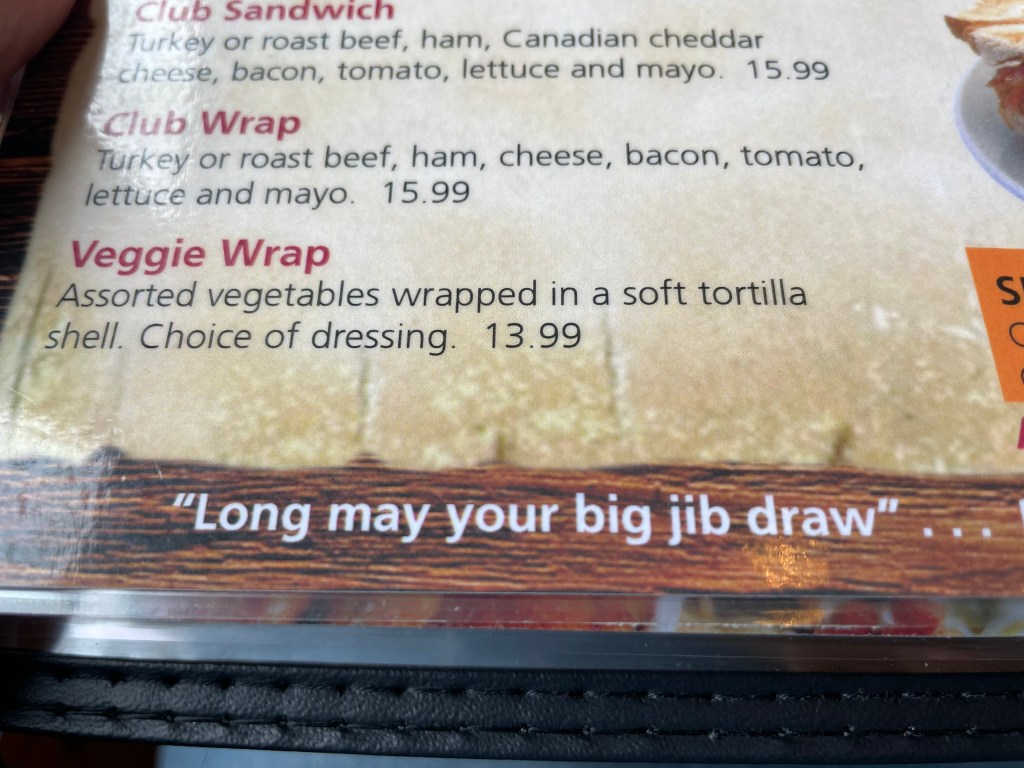 Club Sandwich
Turkey or roast beef, ham, Canadian cheddar
cheese, bacon, tomato, lettuce and mayo. 15.99
Club Wrap
Turkey or roast beef, ham, cheese, bacon, tomato,
lettuce and mayo. 15.99
Veggie Wrap
Assorted vegetables wrapped in a soft tortilla
shell. Choice of dressing. 13.99
"Long may your big jib draw" . . .